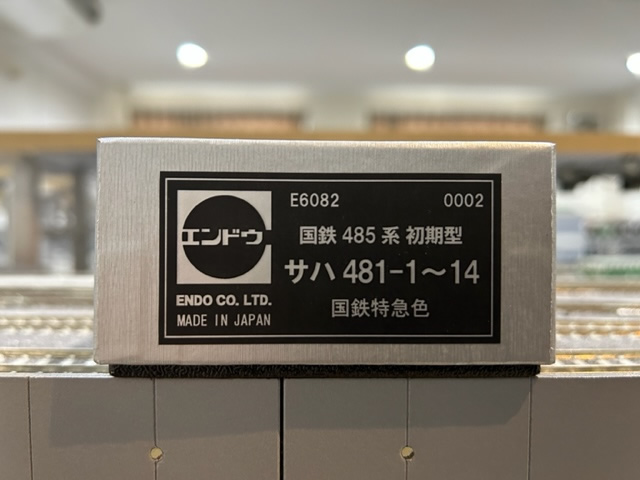 エンドウ
ENDO CO. LTD.
MADE IN JAPAN
E6082 0002
国鉄 485 系 初期型
サハ 481-1～14
国鉄特急色